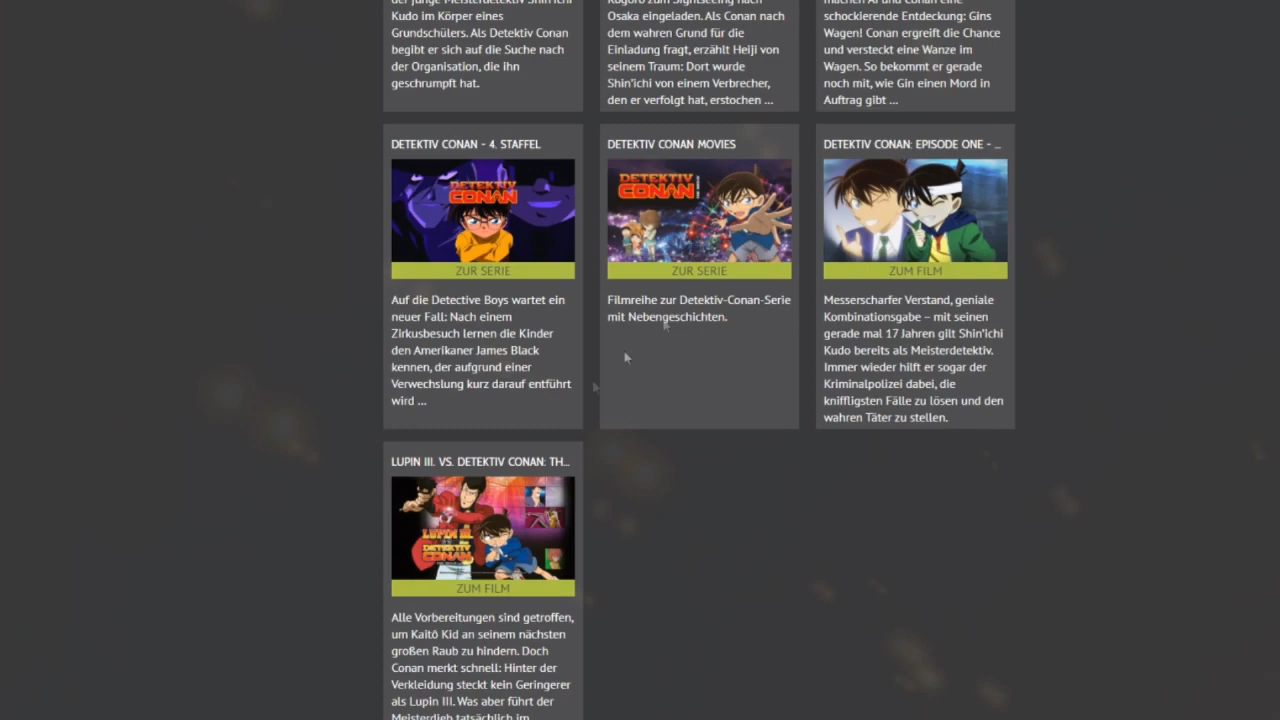 der junge Meisterdetektiv Shin'ichi
Kudo im Körper eines
Grundschülers. Als Detektiv Conan
begibt er sich auf die Suche nach
der Organisation, die ihn
geschrumpft hat.
Kogoro zum Sightseeing nach
Osaka eingeladen. Als Conan nach
dem wahren Grund für die
Einladung fragt, erzählt Heiji von
seinem Traum: Dort wurde
Shin'ichi von einem Verbrecher,
den er verfolgt hat, erstochen ...
machen Ai und Conan eine
schockierende Entdeckung: Gins
Wagen! Conan ergreift die Chance
und versteckt eine Wanze im
Wagen. So bekommt er gerade
noch mit, wie Gin einen Mord in
Auftrag gibt ...
DETEKTIV CONAN - 4. STAFFEL
DETEKTIV
CONAN
ZUR SERIE
Auf die Detective Boys wartet ein
neuer Fall: Nach einem
Zirkusbesuch lernen die Kinder
den Amerikaner James Black
kennen, der aufgrund einer
Verwechslung kurz darauf entführt
wird ...
DETEKTIV CONAN MOVIES
DETEKTIV
CONAN
ZUR SERIE
Filmreihe zur Detektiv-Conan-Serie
mit Nebengeschichten.
DETEKTIV CONAN: EPISODE ONE - ...
ZUM FILM
Messerscharfer Verstand, geniale
Kombinationsgabe – mit seinen
gerade mal 17 Jahren gilt Shin'ichi
Kudo bereits als Meisterdetektiv.
Immer wieder hilft er sogar der
Kriminalpolizei dabei, die
kniffligsten Fälle zu lösen und den
wahren Täter zu stellen.
LUPIN III. VS. DETEKTIV CONAN: TH...
LUPIN III.
DETEKTIV
CONAN
ZUM FILM
Alle Vorbereitungen sind getroffen,
um Kaitō Kid an seinem nächsten
großen Raub zu hindern. Doch
Conan merkt schnell: Hinter der
Verkleidung steckt kein Geringerer
als Lupin III. Was aber führt der
Meisterdieb tatsächlich im